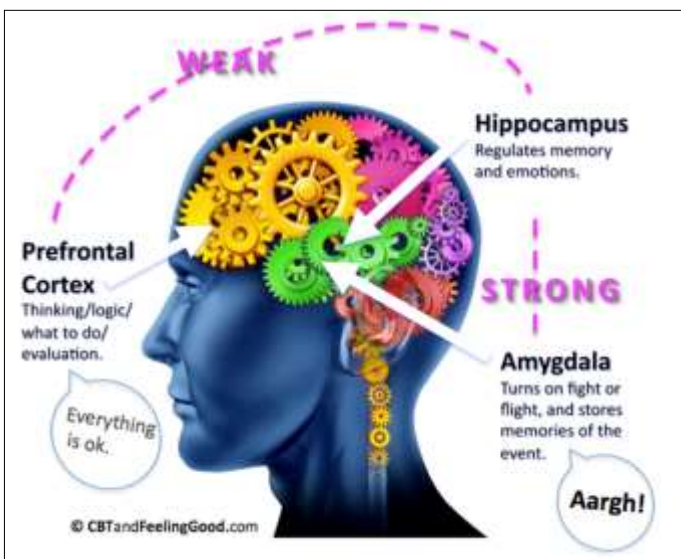 WEAK
Hippocampus
Regulates memory
and emotions.
Prefrontal
Cortex
Thinking/logic/
what to do/
evaluation.
Everything
is ok.
STRONG
Amygdala
Turns on fight or
flight, and stores
memories of the
event.
Aargh!
© CBTandFeelingGood.com